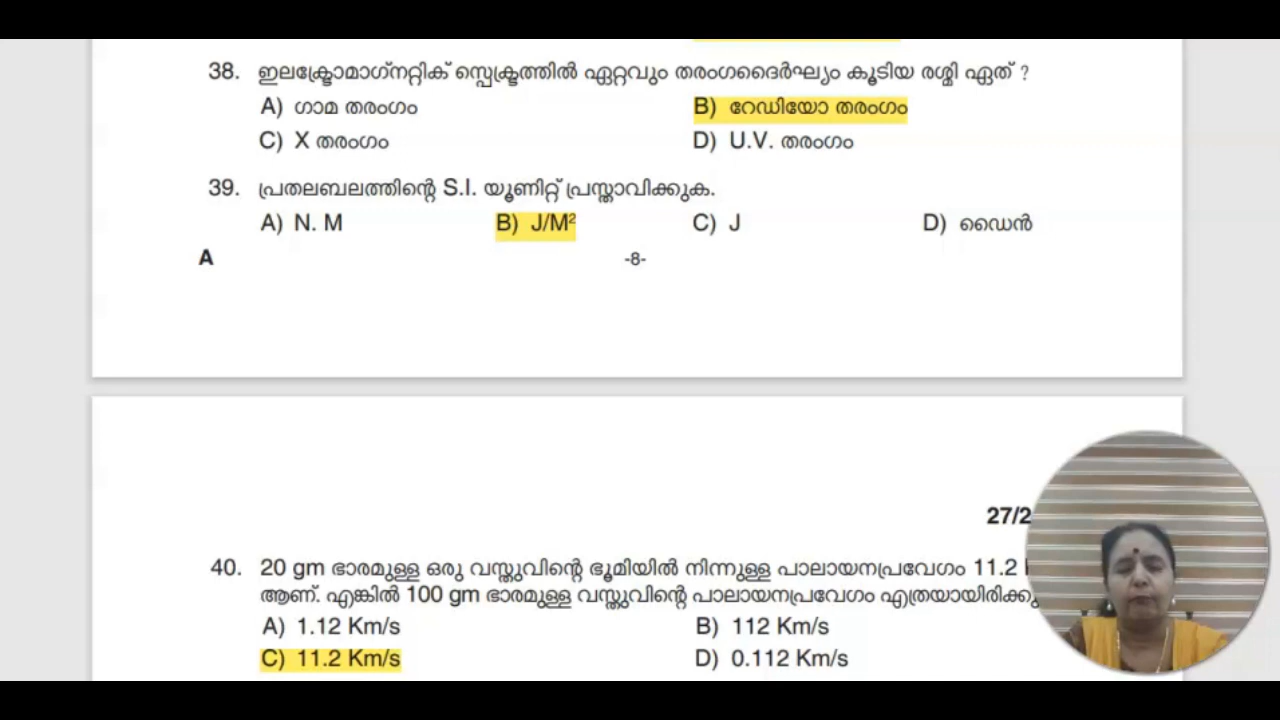 38. ഇലക്ട്രോമാഗ്നറ്റിക് സ്പെക്ട്രത്തിൽ ഏറ്റവും തരംഗദൈർഘ്യം കൂടിയ രശ്മി ഏത് ?
A) ഗാമ തരംഗം B) റേഡിയോ തരംഗം
C) X തരംഗം D) U.V. തരംഗം
39. പ്രതലബലത്തിന്റെ S.I. യൂണിറ്റ് പ്രസ്താവിക്കുക.
A) N. M B) J/M² C) J D) ഡൈൻ
A -8-
27/2
40. 20 gm ഭാരമുള്ള ഒരു വസ്തുവിന്റെ ഭൂമിയിൽ നിന്നുള്ള പാലായനപ്രവേഗം 11.2
ആണ്. എങ്കിൽ 100 gm ഭാരമുള്ള വസ്തുവിന്റെ പാലായനപ്രവേഗം
A) 1.12 Km/s B) 112 Km/s
C) 11.2 Km/s D) 0.112 Km/s